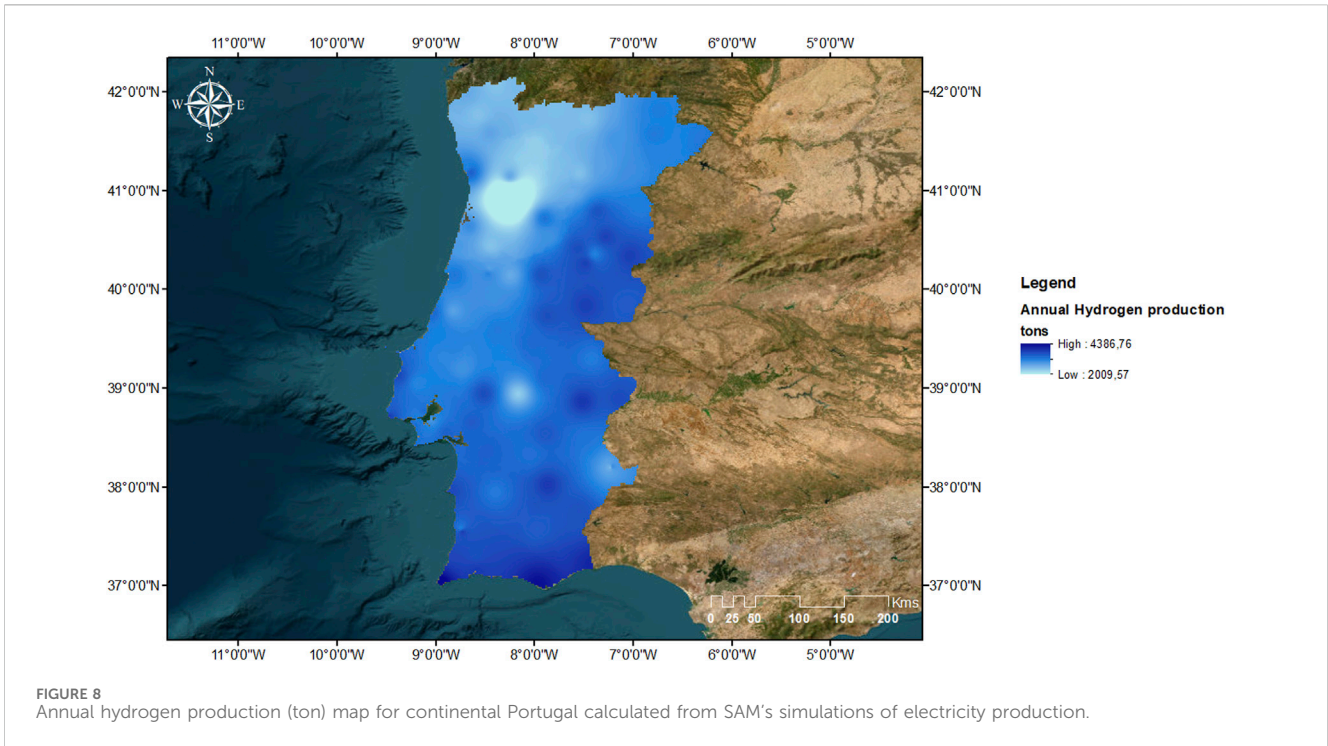 11°0'0"W 10°0'0"W 9°0'0"W 8°0'0"W 7°0'0"W 6°0'0"W 5°0'0"W
N
W E
S
42°0'0"N 42°0'0"N
41°0'0"N 41°0'0"N
40°0'0"N 40°0'0"N
39°0'0"N 39°0'0"N
38°0'0"N 38°0'0"N
37°0'0"N 37°0'0"N
Legend
Annual Hydrogen production
tons
High : 4386,76
Low : 2009,57
Kms
0 25 50 100 150 200
11°0'0"W 10°0'0"W 9°0'0"W 8°0'0"W 7°0'0"W 6°0'0"W 5°0'0"W
FIGURE 8
Annual hydrogen production (ton) map for continental Portugal calculated from SAM's simulations of electricity production.